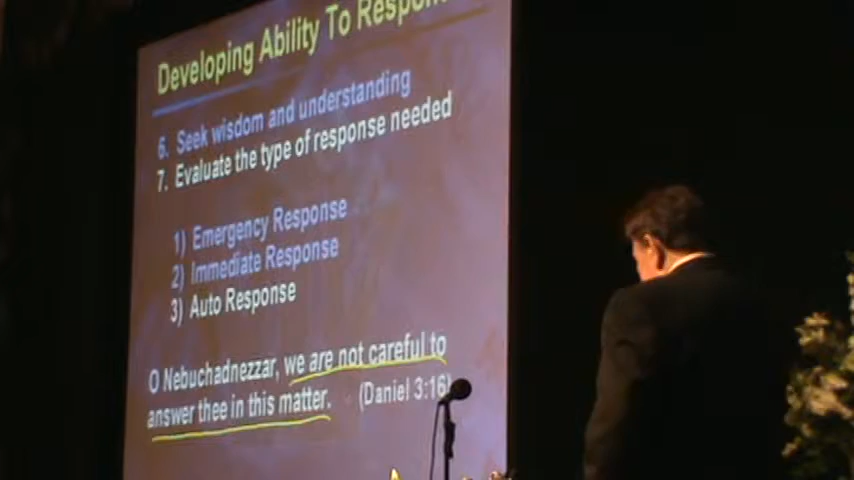 Developing Ability To Respon
6. Seek wisdom and understanding
7. Evaluate the type of response needed
1) Emergency Response
2) Immediate Response
3) Auto Response
O Nebuchadnezzar, we are not careful to
answer thee in this matter. (Daniel 3:16)